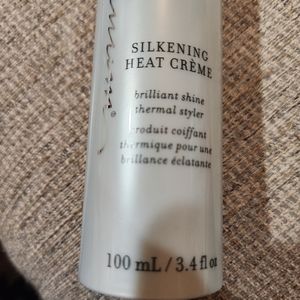 SILKENING
HEAT CRÈME
brilliant shine
thermal styler
produit coiffant
thermique pour une
brillance éclatante
100 mL / 3.4 fl oz